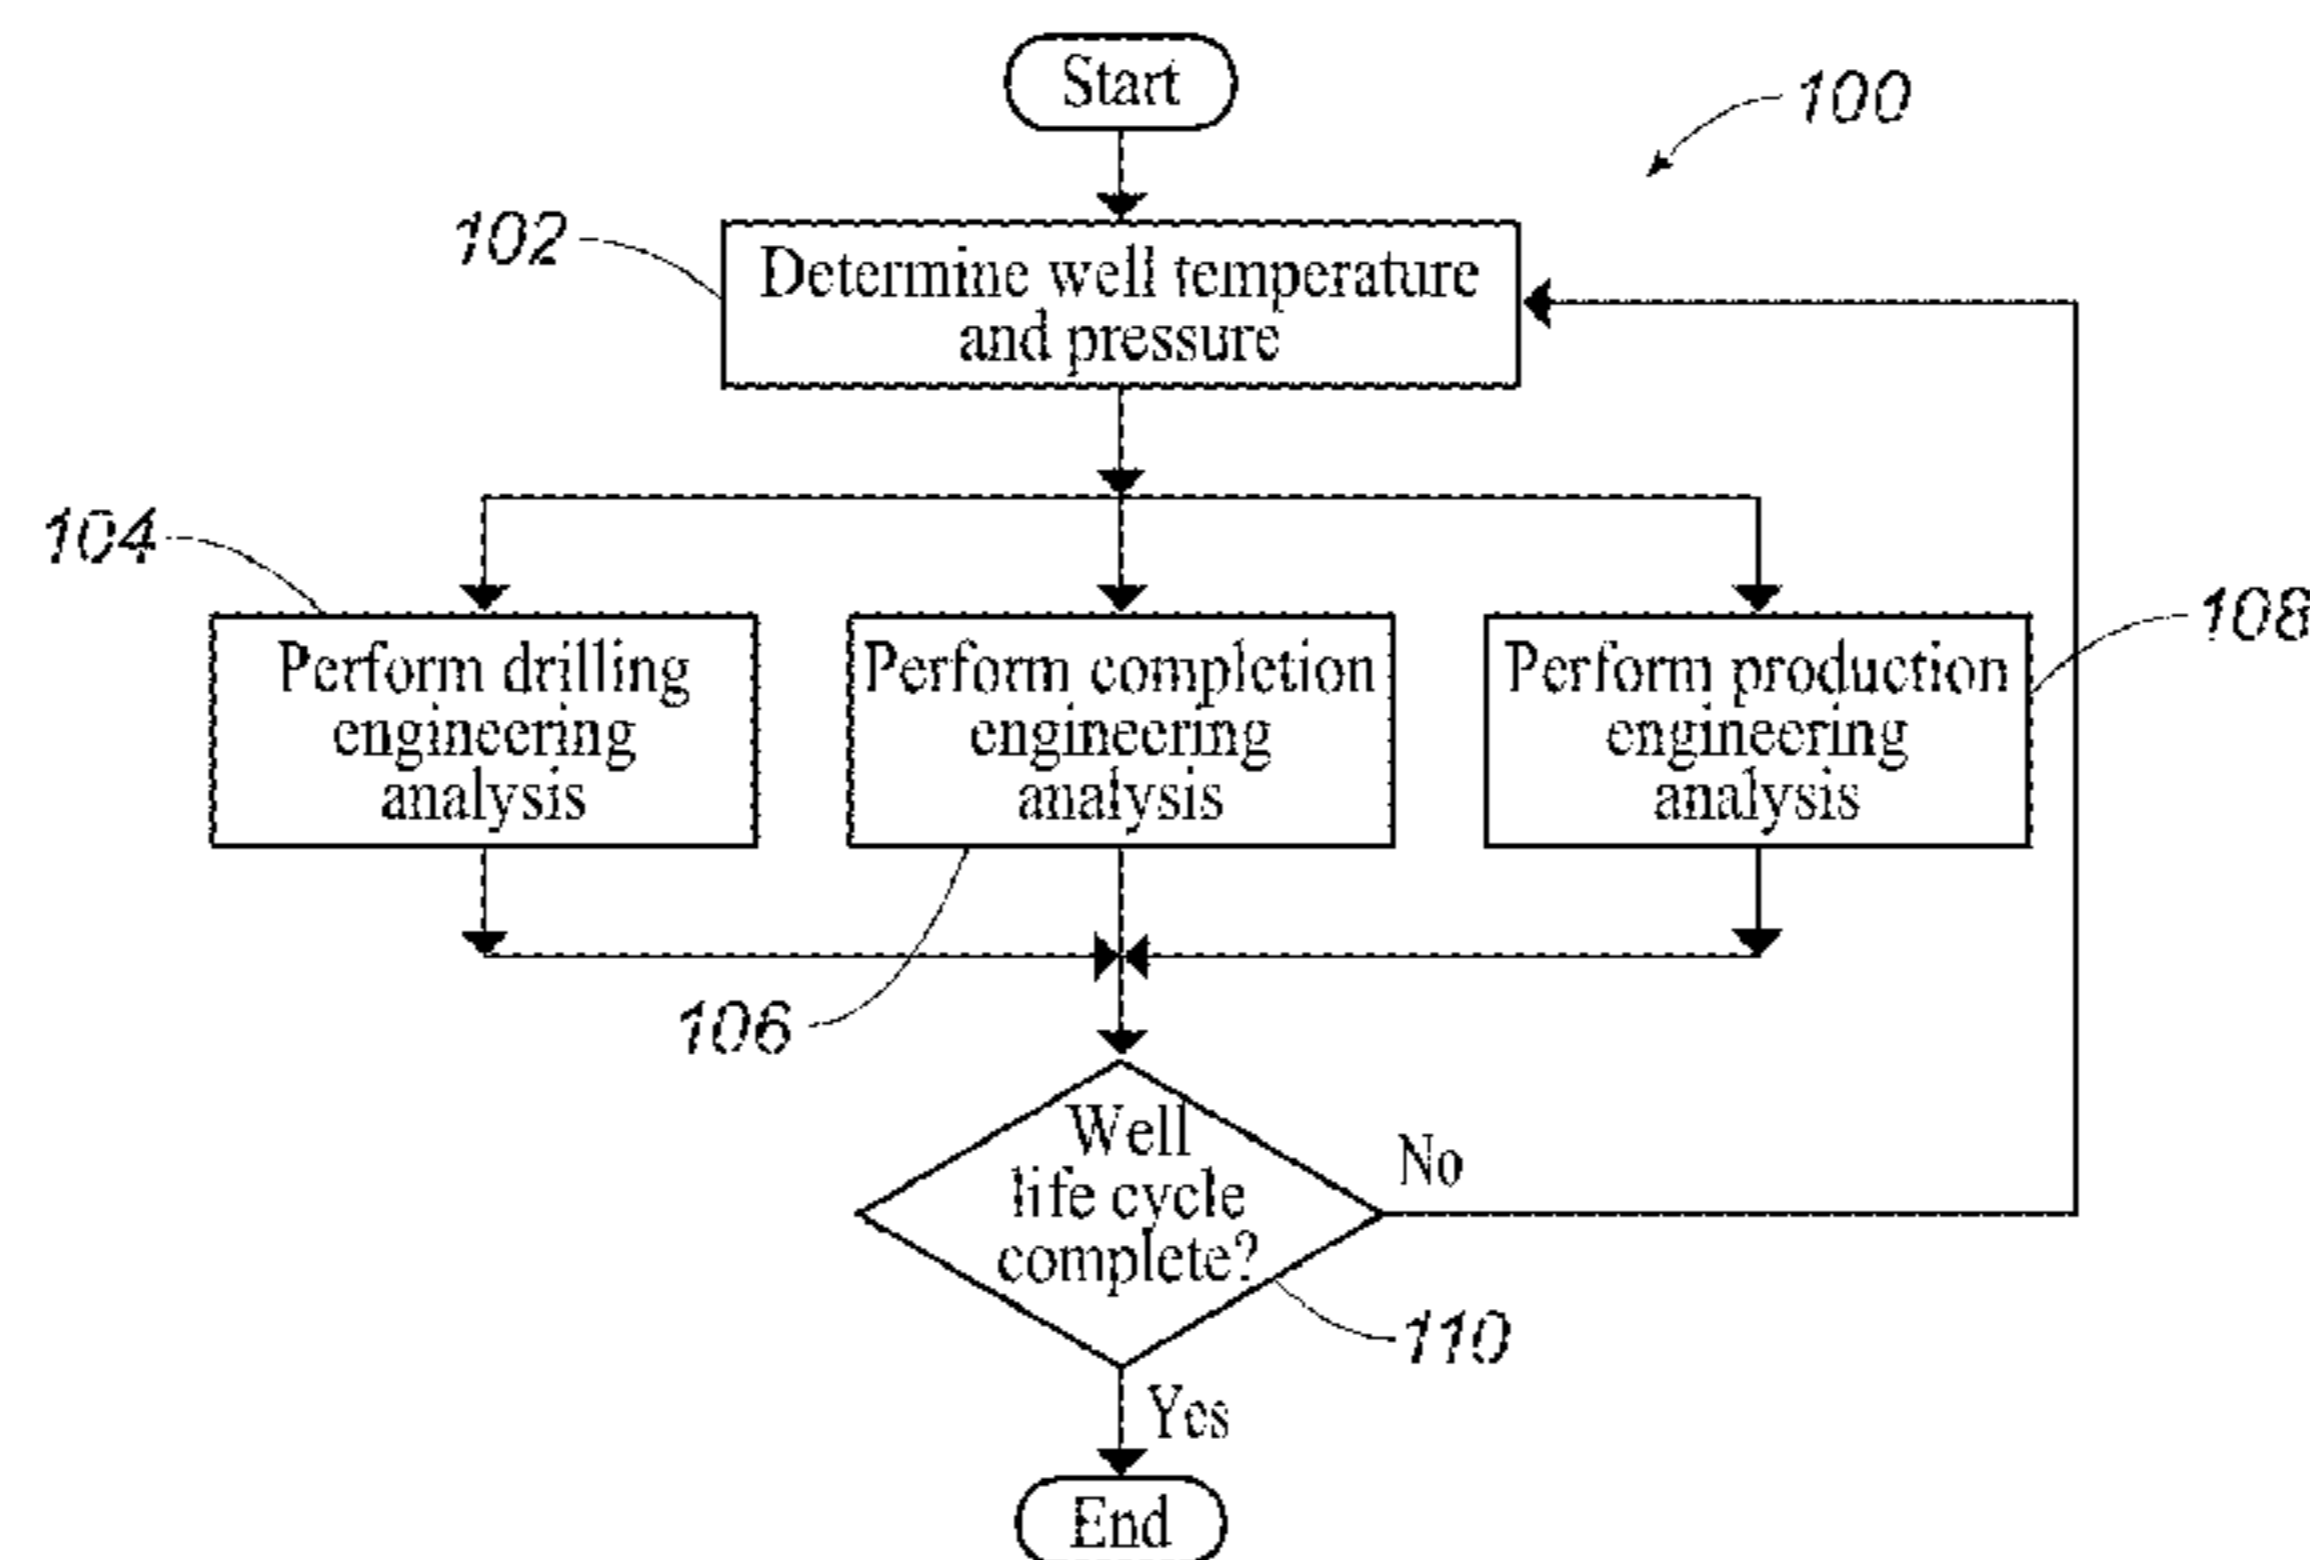 Start
100
102
Determine well temperature
and pressure
104
Perform drilling
engineering
analysis
Perform completion
engineering
analysis
Perform production
engineering
analysis
108
106
Well
life cycle
complete?
No
110
Yes
End